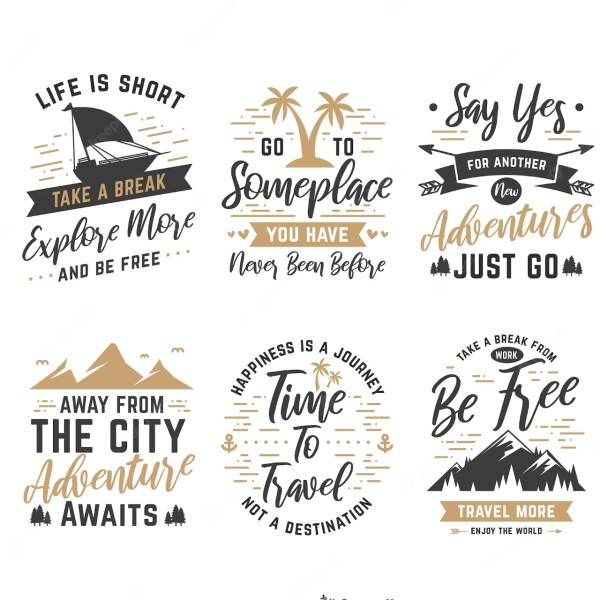 LIFE IS SHORT
TAKE A BREAK
Explore More
AND BE FREE
GO TO
Someplace
YOU HAVE
Never Been Before
Say Yes
FOR ANOTHER
New
Adventures
JUST GO
AWAY FROM
THE CITY
Adventure
AWAITS
HAPPINESS IS A JOURNEY
Time
To
Travel
NOT A DESTINATION
TAKE A BREAK FROM
WORK
Be Free
TRAVEL MORE
ENJOY THE WORLD